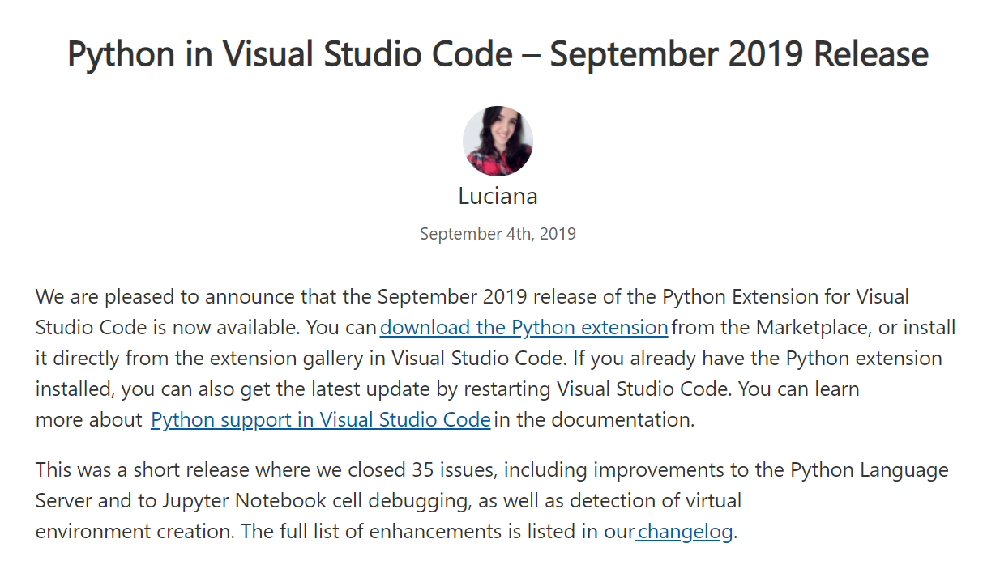 Python in Visual Studio Code – September 2019 Release
Luciana
September 4th, 2019
We are pleased to announce that the September 2019 release of the Python Extension for Visual
Studio Code is now available. You can download the Python extension from the Marketplace, or install
it directly from the extension gallery in Visual Studio Code. If you already have the Python extension
installed, you can also get the latest update by restarting Visual Studio Code. You can learn
more about Python support in Visual Studio Code in the documentation.
This was a short release where we closed 35 issues, including improvements to the Python Language
Server and to Jupyter Notebook cell debugging, as well as detection of virtual
environment creation. The full list of enhancements is listed in our changelog.